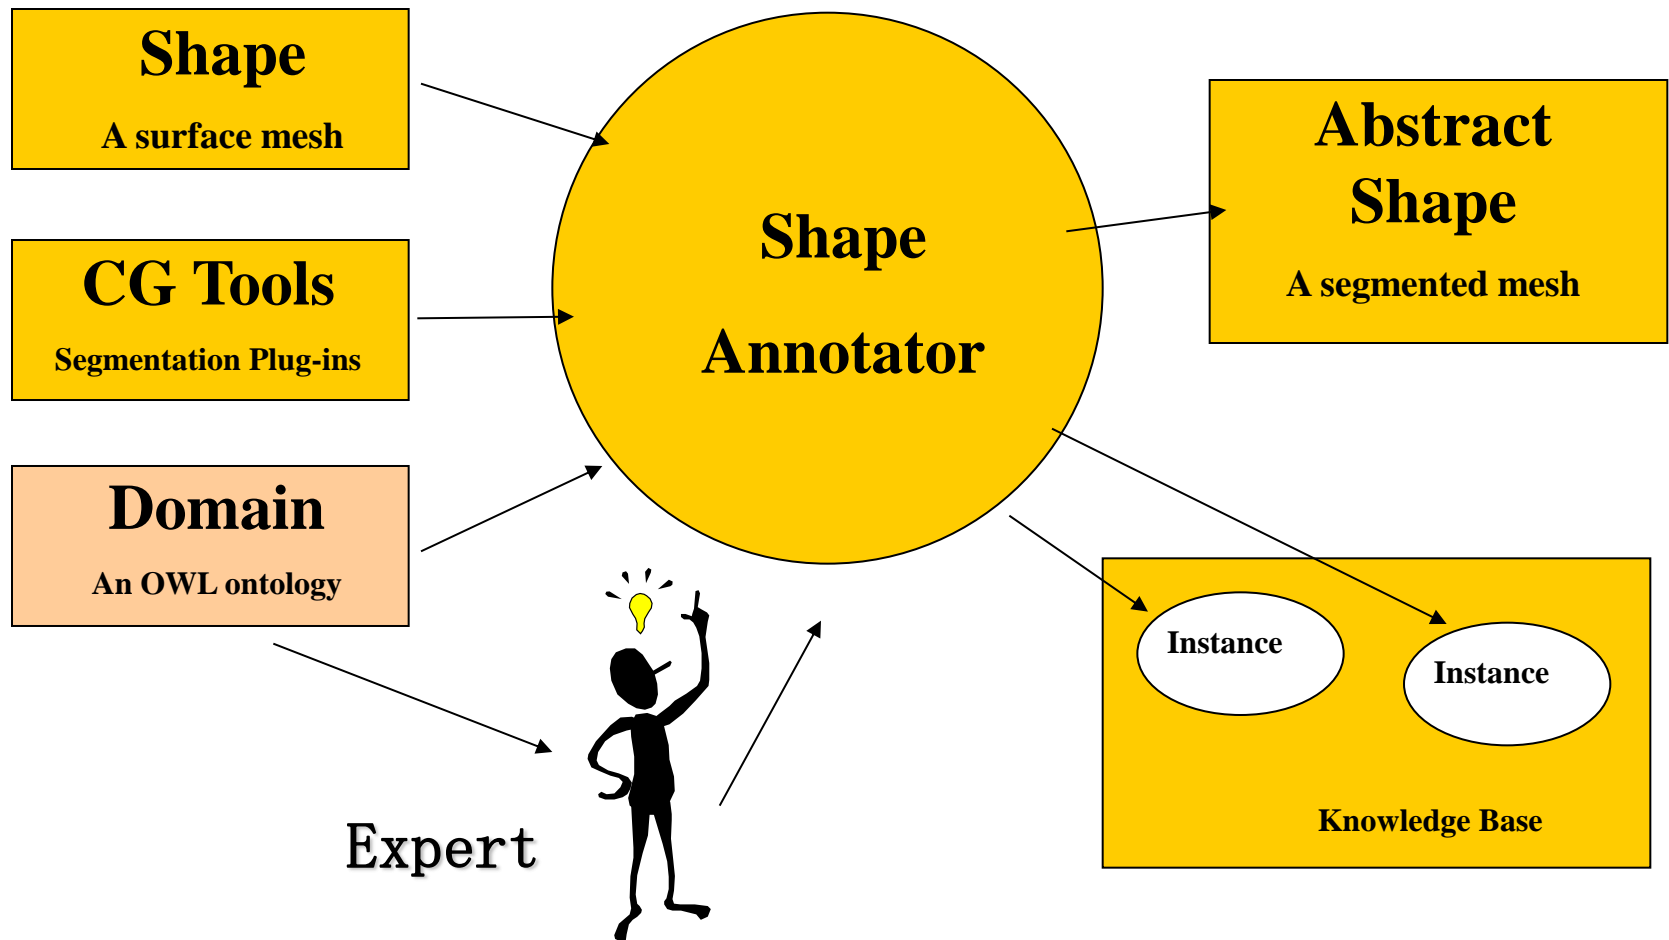 Shape
A surface mesh
CG Tools
Segmentation Plug-ins
Domain
An OWL ontology
Expert
Shape
Annotator
Abstract
Shape
A segmented mesh
Instance
Instance
Knowledge Base